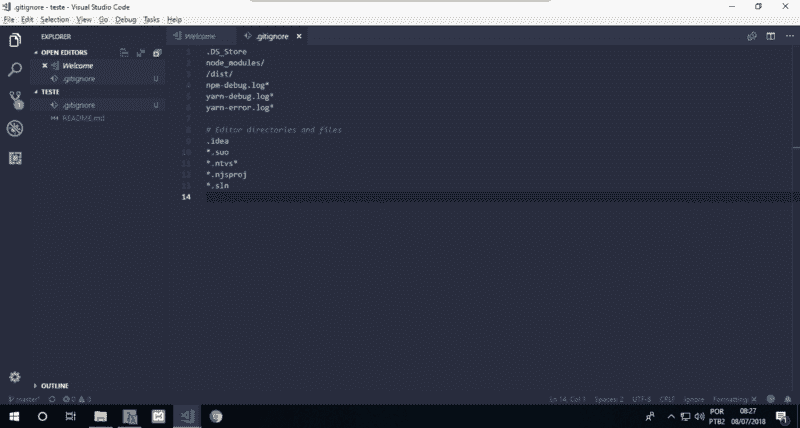 .gitignore - teste - Visual Studio Code
File Edit Selection View Go Debug Tasks Help
EXPLORER
OPEN EDITORS
Welcome
.gitignore U
TESTE
.gitignore U
README.md
OUTLINE
Welcome
.gitignore
1 .DS_Store
2 node_modules/
3 /dist/
4 npm-debug.log*
5 yarn-debug.log*
6 yarn-error.log*
7
8 # Editor directories and files
9 .idea
10 *.suo
11 *.ntvs*
12 *.njsproj
13 *.sln
14
master* 0 0
Ln 14, Col 1 Spaces: 2 UTF-8 CRLF Ignore Formatting:
POR
PTB2
08:27
08/07/2018